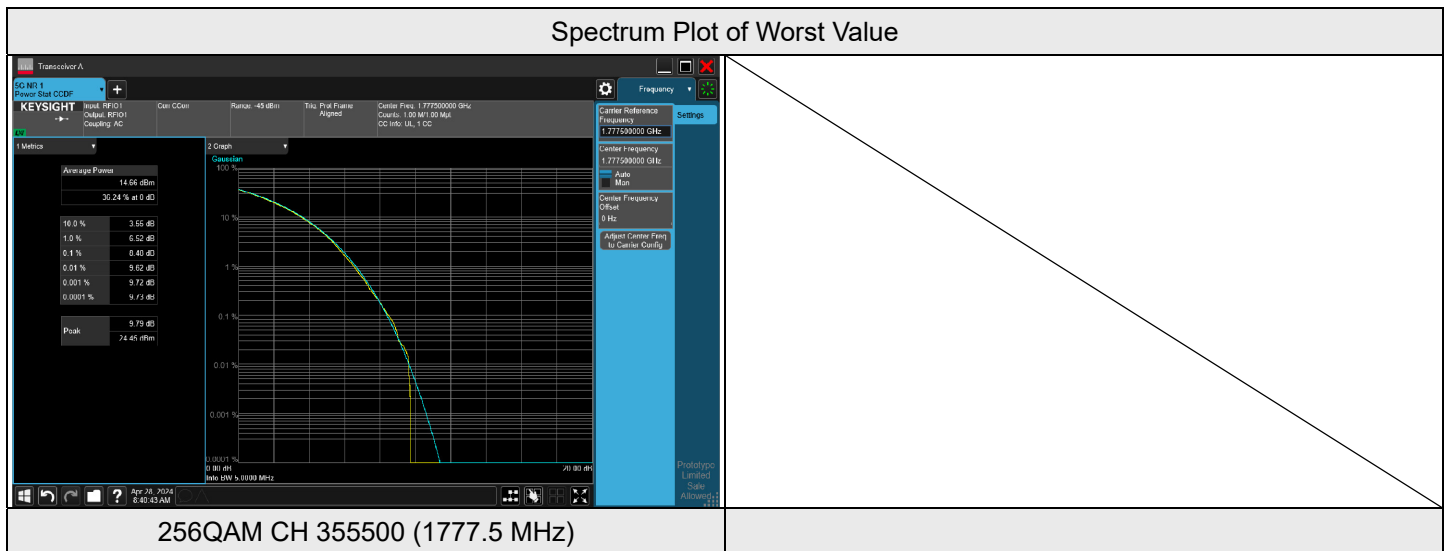 Spectrum Plot of Worst Value
Transceiver A
5G NR 1
Power Stat CCDF
+
Frequency
KEYSIGHT
Input: RFIO1
Output: RFIO1
Coupling: AC
Corr CCorr
Range: -45 dBm
Trig: Prof Frame
Aligned
Center Freq: 1.777500000 GHz
Counts: 1.00 M/1.00 Mpt
CC Info: UL, 1 CC
Settings
Carrier Reference
Frequency
1.777500000 GHz
Center Frequency
1.777500000 GHz
Auto
Man
Center Frequency
Offset
0 Hz
Adjust Center Freq
to Carrier Config
1 Metrics
Average Power
14.66 dBm
36.24 % at 0 dB
10.0 % 3.55 dB
1.0 % 6.52 dB
0.1 % 8.40 dB
0.01 % 9.62 dB
0.001 % 9.72 dB
0.0001 % 9.73 dB
Peak
9.79 dB
24.45 dBm
2 Graph
Gaussian
100 %
10 %
1 %
0.1 %
0.01 %
0.001 %
0.0001 %
0.00 dB
20.00 dB
Info BW 5.0000 MHz
Prototype
Limited
Sale
Allowed
?
Apr 28, 2024
8:40:43 AM
256QAM CH 355500 (1777.5 MHz)